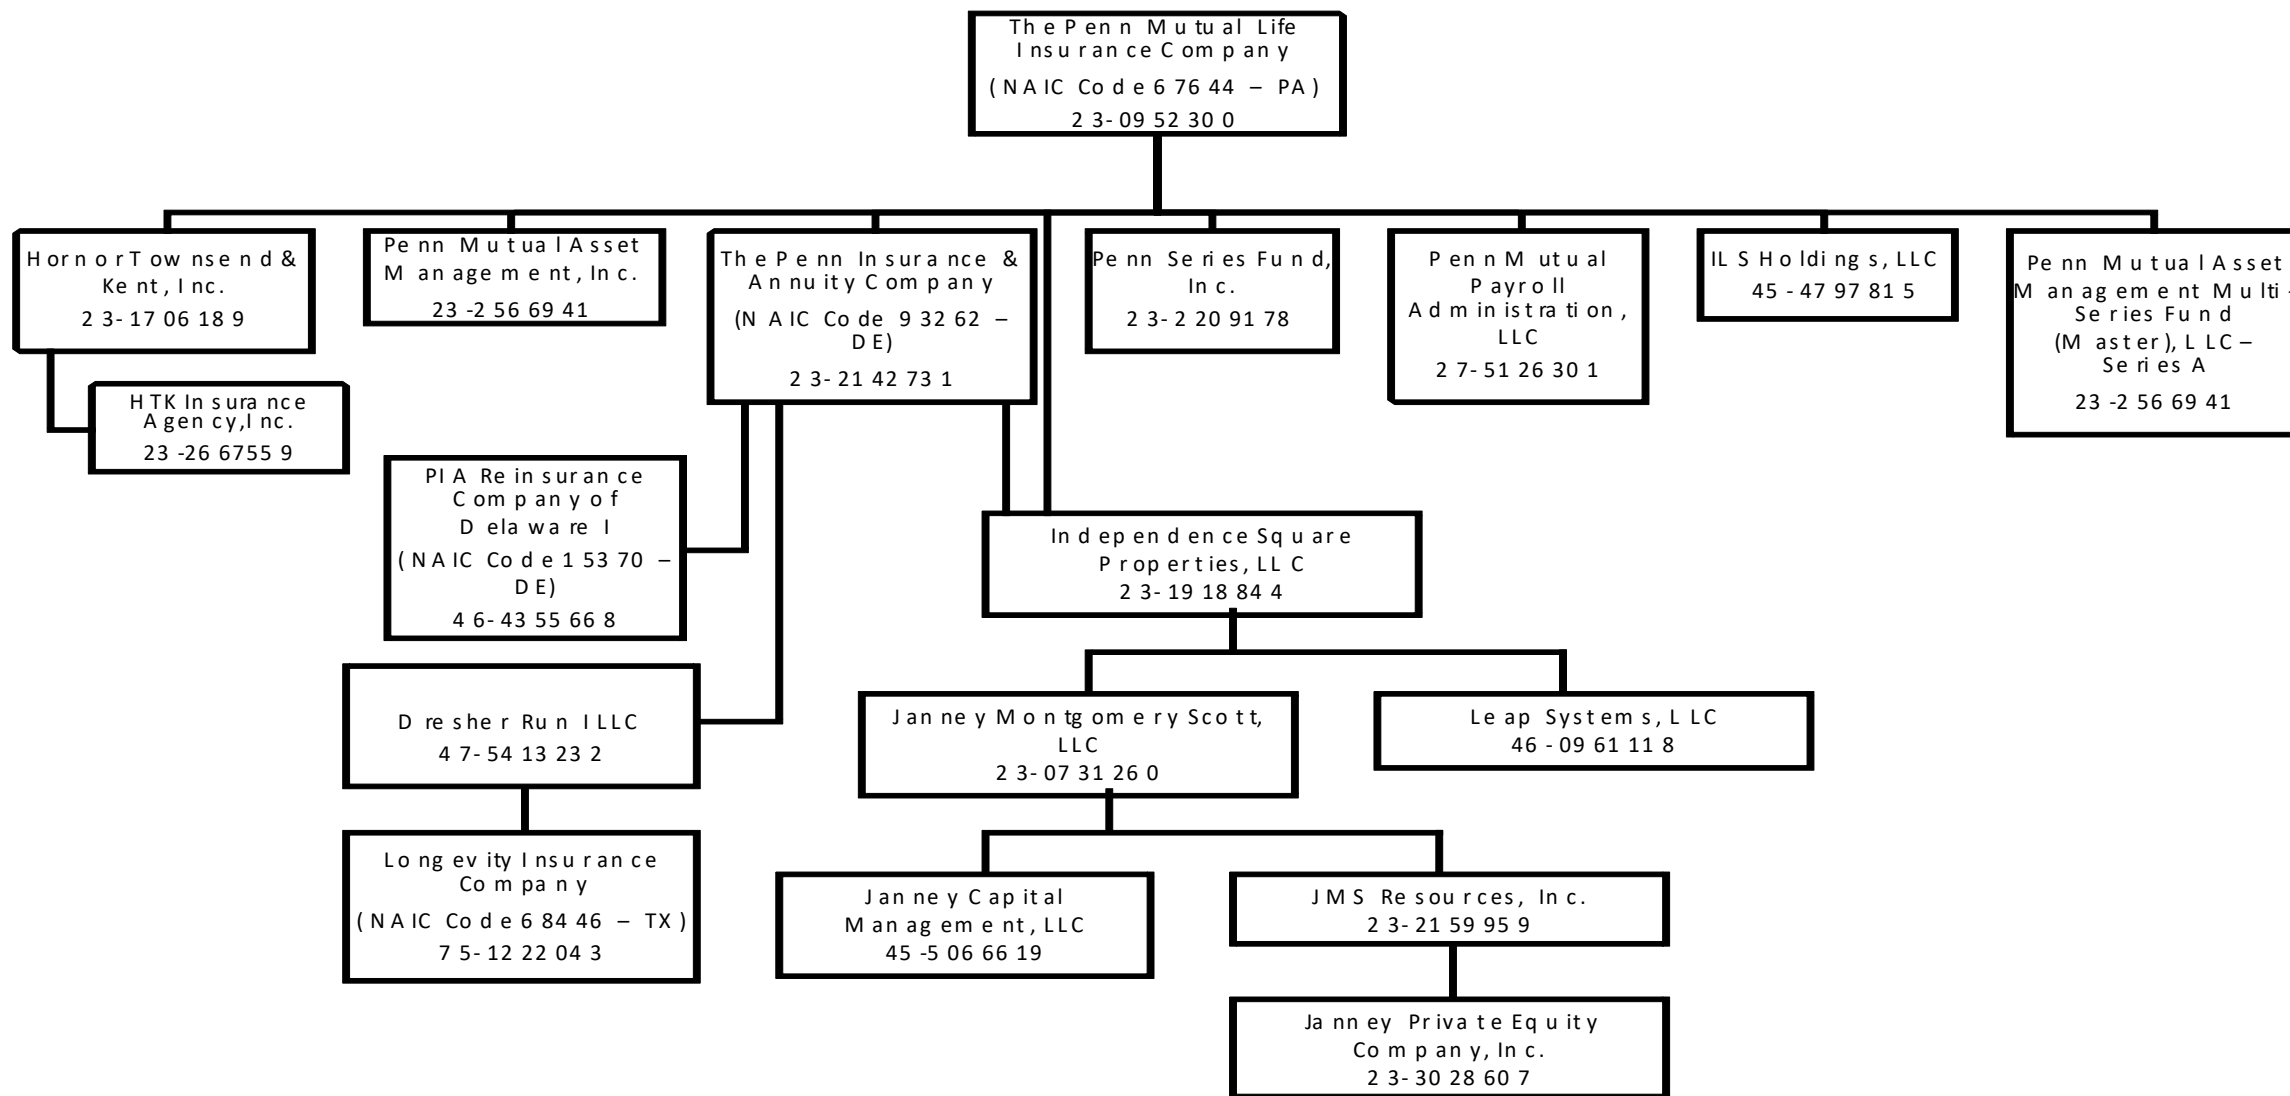 The Penn Mutual Life
Insurance Company
(NAIC Code 67644 – PA)
23-0952300
Hornor Townsend &
Kent, Inc.
23-1706189
Penn Mutual Asset
Management, Inc.
23-2566941
The Penn Insurance &
Annuity Company
(NAIC Code 93262 –
DE)
23-2142731
Penn Series Fund,
Inc.
23-2209178
Penn Mutual
Payroll
Administration,
LLC
27-5126301
ILS Holdings, LLC
45-4797815
Penn Mutual Asset
Management Multi-
Series Fund
(Master), LLC –
Series A
23-2566941
HTK Insurance
Agency, Inc.
23-2667559
PIA Reinsurance
Company of
Delaware I
(NAIC Code 15370 –
DE)
46-4355668
Independence Square
Properties, LLC
23-1918844
Dresher Run I LLC
47-5413232
Janney Montgomery Scott,
LLC
23-0731260
Leap Systems, LLC
46-0961118
Longevity Insurance
Company
(NAIC Code 68446 – TX)
75-1222043
Janney Capital
Management, LLC
45-5066619
JMS Resources, Inc.
23-2159959
Janney Private Equity
Company, Inc.
23-3028607